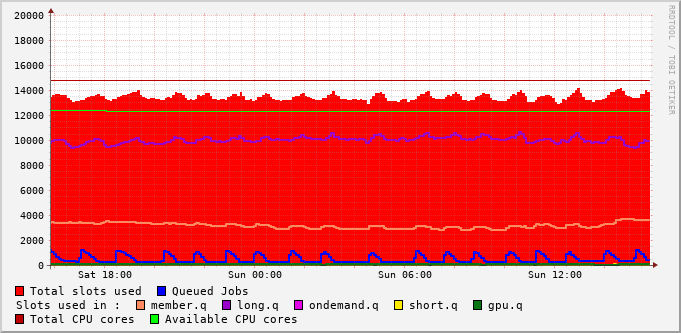 20000
18000
16000
14000
12000
10000
8000
6000
4000
2000
0
Sat 18:00 Sun 00:00 Sun 06:00 Sun 12:00
RRDTOOL / TOBI OETIKER
Total slots used Queued Jobs
Slots used in : member.q long.q ondemand.q short.q gpu.q
Total CPU cores Available CPU cores